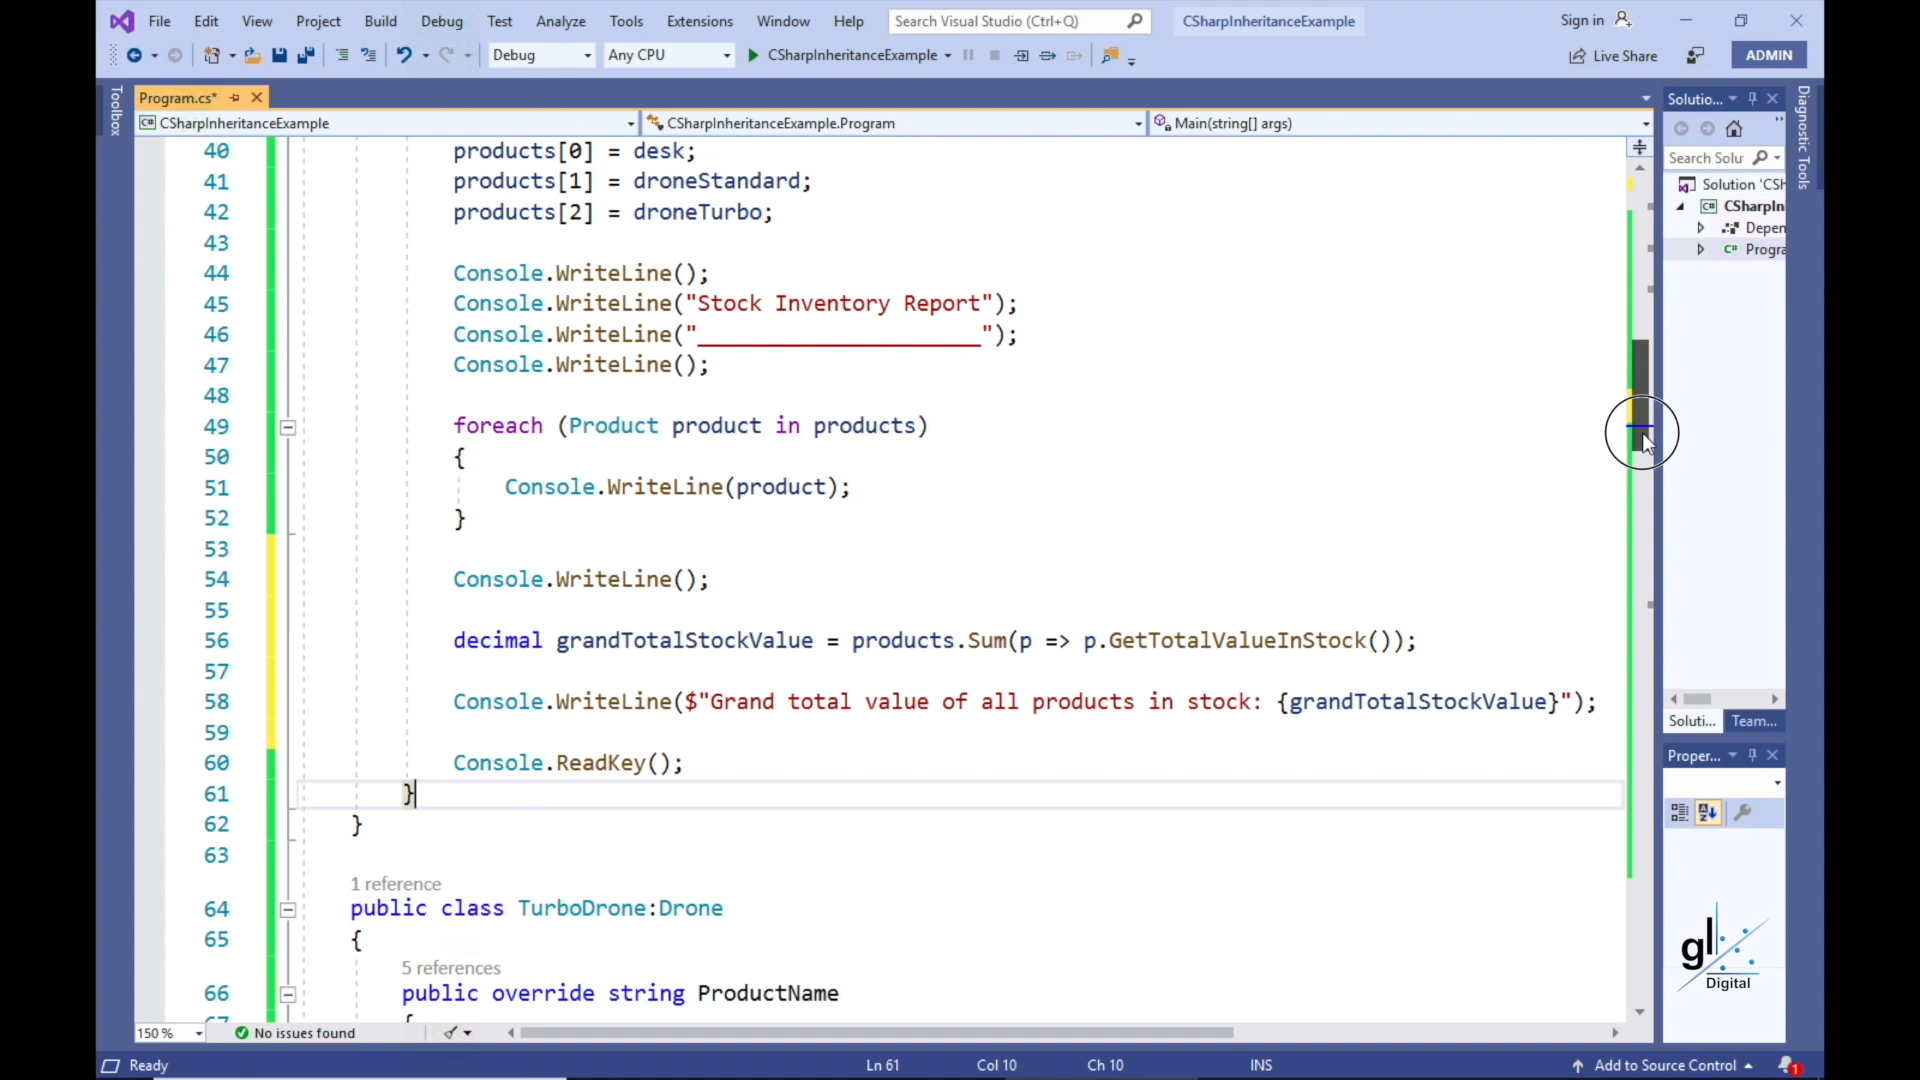 File Edit View Project Build Debug Test Analyze Tools Extensions Window Help Search Visual Studio (Ctrl+Q) CSharpInheritanceExample Sign in
Debug Any CPU CSharpInheritanceExample Live Share ADMIN
Toolbox
Program.cs*
CSharpInheritanceExample CSharpInheritanceExample.Program Main(string[] args)
40 products[0] = desk;
41 products[1] = droneStandard;
42 products[2] = droneTurbo;
43
44 Console.WriteLine();
45 Console.WriteLine("Stock Inventory Report");
46 Console.WriteLine("______________________");
47 Console.WriteLine();
48
49 foreach (Product product in products)
50 {
51 Console.WriteLine(product);
52 }
53
54 Console.WriteLine();
55
56 decimal grandTotalStockValue = products.Sum(p => p.GetTotalValueInStock());
57
58 Console.WriteLine($"Grand total value of all products in stock: {grandTotalStockValue}");
59
60 Console.ReadKey();
61 }
62 }
63
1 reference
64 public class TurboDrone:Drone
65 {
5 references
66 public override string ProductName
{
150 % No issues found
Ready Ln 61 Col 10 Ch 10 INS Add to Source Control 1
Solutio...
Search Solu
Solution 'CSh
C# CSharpIn
Depen
C# Progra
Soluti... Team...
Proper...
gl
Digital
Diagnostic Tools